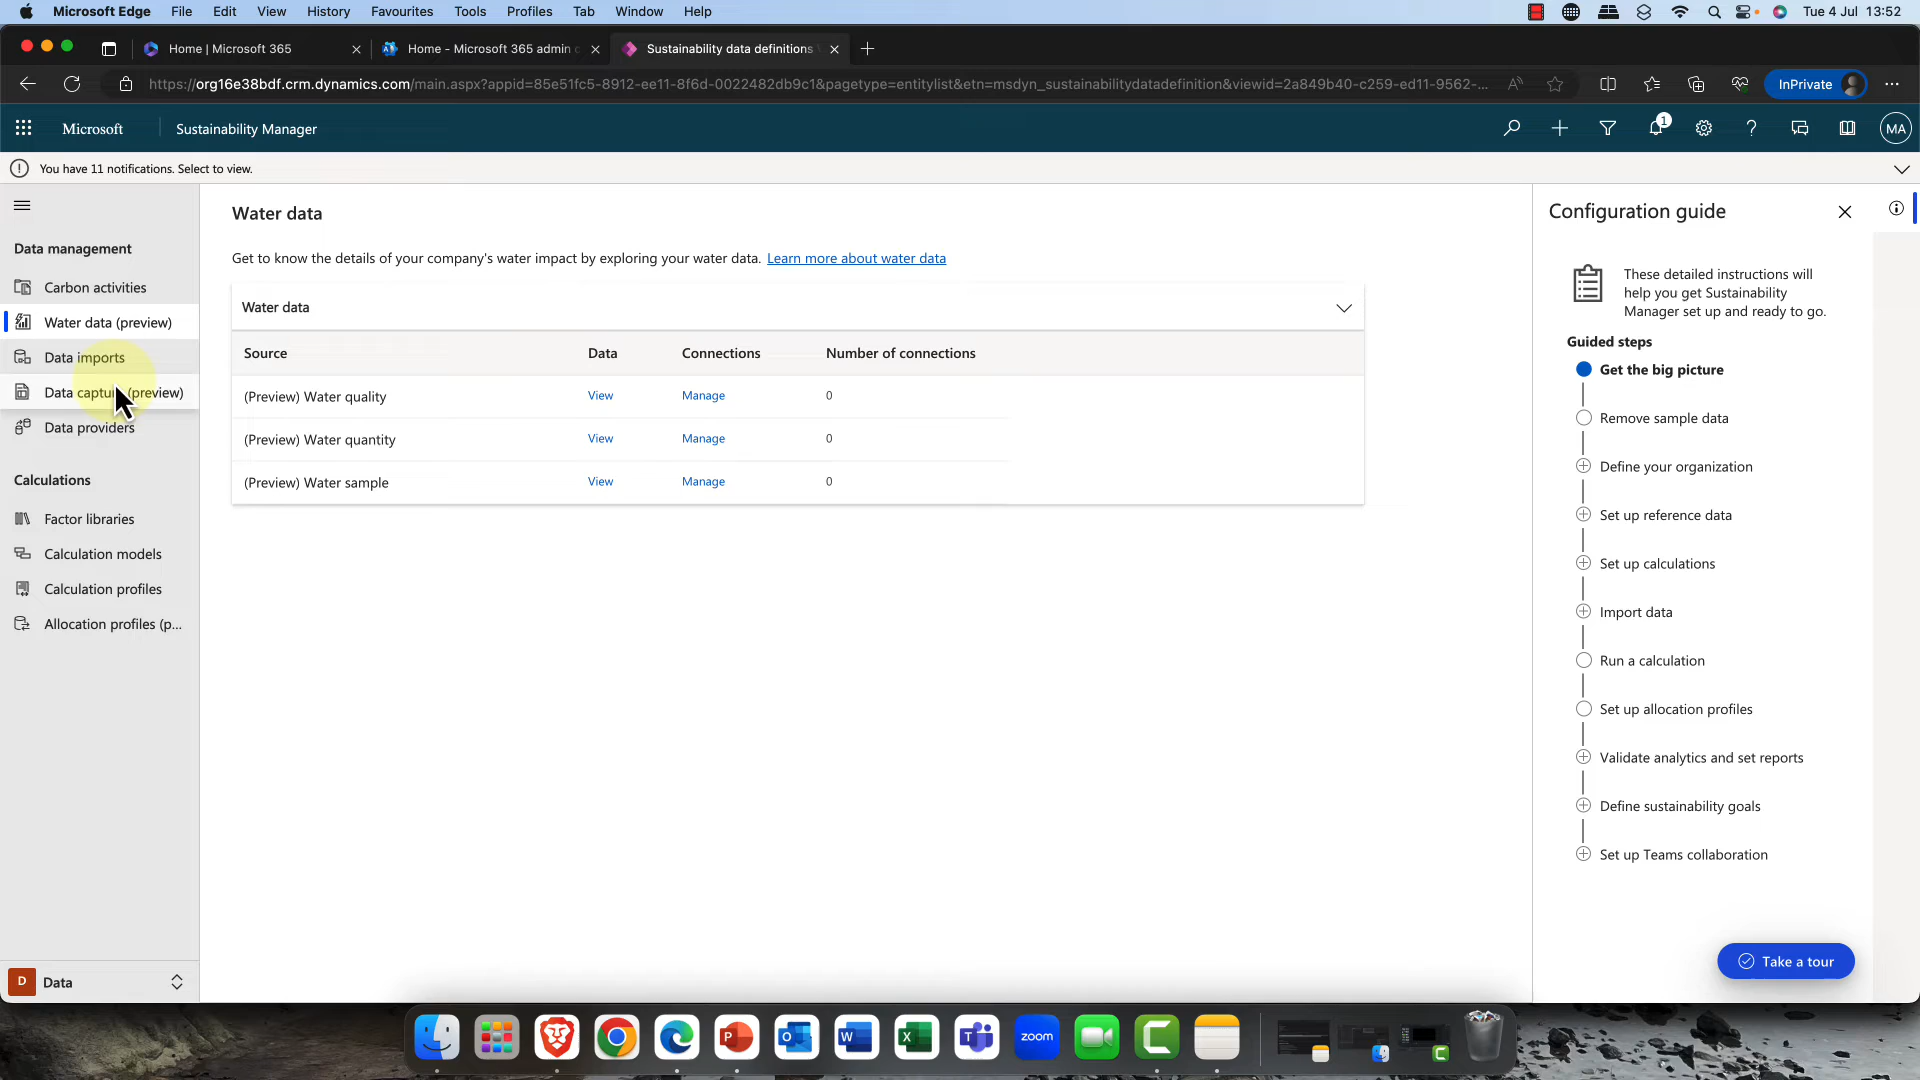 Microsoft Edge File Edit View History Favourites Tools Profiles Tab Window Help Tue 4 Jul 13:52
Home | Microsoft 365
Home - Microsoft 365 admin c
Sustainability data definitions
https://org16e38bdf.crm.dynamics.com/main.aspx?appid=85e51fc5-8912-ee11-8f6d-0022482db9c1&pagetype=entitylist&etn=msdyn_sustainabilitydatadefinition&viewid=2a849b40-c259-ed11-9562-...
InPrivate
Microsoft
Sustainability Manager
1
MA
You have 11 notifications. Select to view.
Data management
Carbon activities
Water data (preview)
Data imports
Data capture (preview)
Data providers
Calculations
Factor libraries
Calculation models
Calculation profiles
Allocation profiles (p...
D Data
Water data
Get to know the details of your company's water impact by exploring your water data. Learn more about water data
Water data
Source Data Connections Number of connections
(Preview) Water quality View Manage 0
(Preview) Water quantity View Manage 0
(Preview) Water sample View Manage 0
Configuration guide
These detailed instructions will
help you get Sustainability
Manager set up and ready to go.
Guided steps
Get the big picture
Remove sample data
Define your organization
Set up reference data
Set up calculations
Import data
Run a calculation
Set up allocation profiles
Validate analytics and set reports
Define sustainability goals
Set up Teams collaboration
Take a tour
zoom